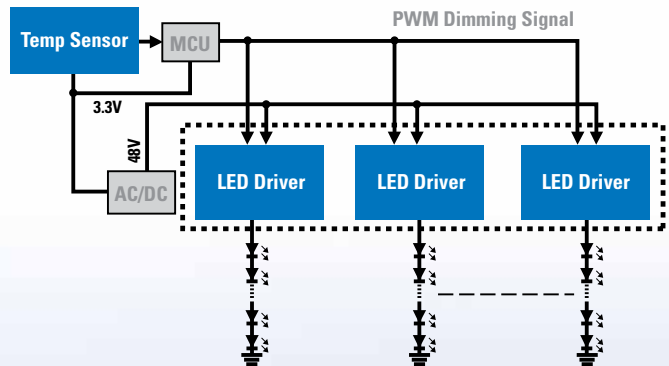 PWM Dimming Signal
Temp Sensor
MCU
3.3V
48V
AC/DC
LED Driver
LED Driver
LED Driver